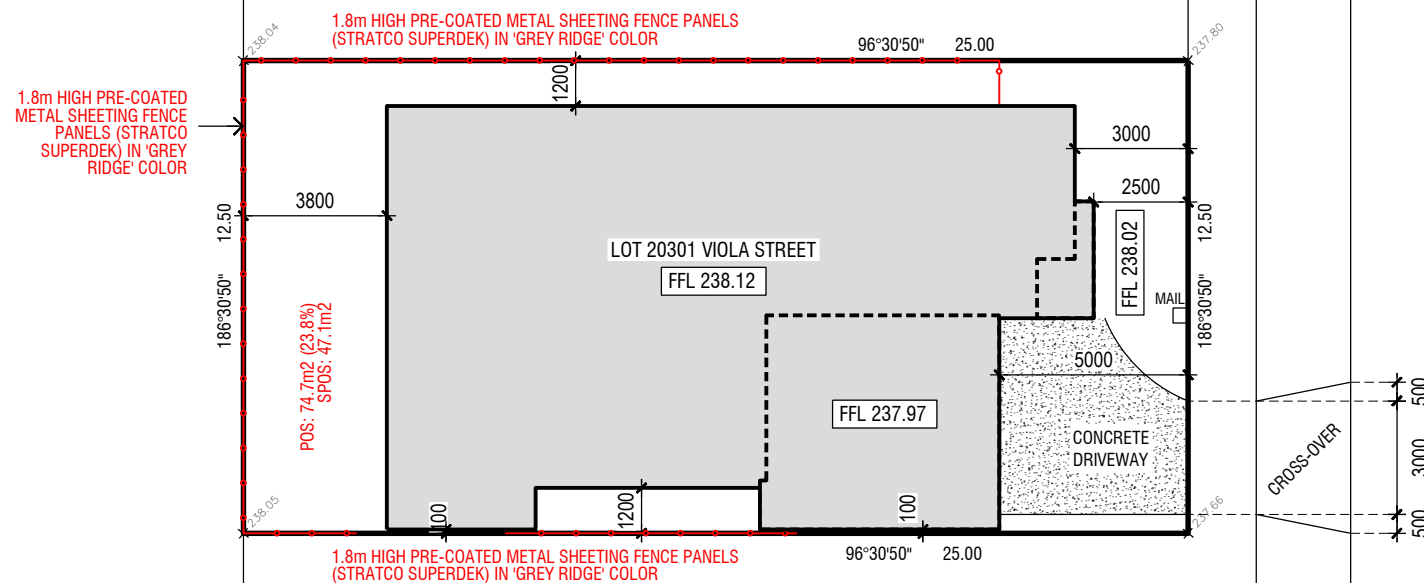 1.8m HIGH PRE-COATED METAL SHEETING FENCE PANELS
(STRATCO SUPERDEK) IN 'GREY RIDGE' COLOR
238.04
96°30'50" 25.00
237.80
1.8m HIGH PRE-COATED
METAL SHEETING FENCE
PANELS (STRATCO
SUPERDEK) IN 'GREY
RIDGE' COLOR
1200
3000
3800
2500
12.50
186°30'50"
LOT 20301 VIOLA STREET
FFL 238.12
FFL 238.02
12.50
186°30'50"
MAIL
POS: 74.7m2 (23.8%)
SPOS: 47.1m2
5000
FFL 237.97
CONCRETE
DRIVEWAY
CROSS-OVER
500
3000
500
238.05
100
1200
100
237.66
1.8m HIGH PRE-COATED METAL SHEETING FENCE PANELS
(STRATCO SUPERDEK) IN 'GREY RIDGE' COLOR
96°30'50" 25.00